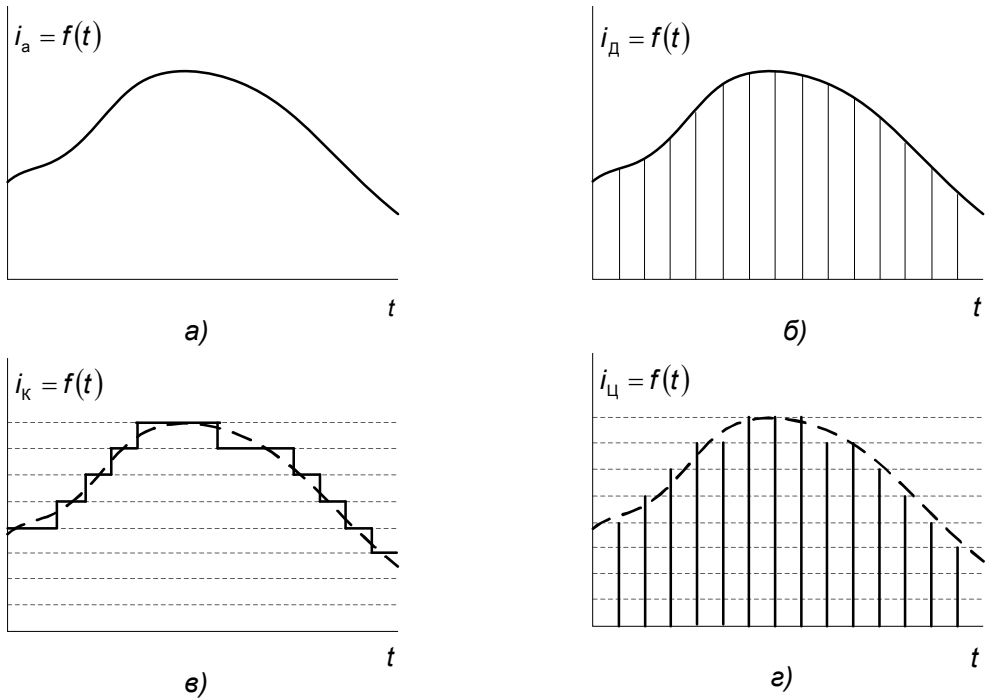 iа = f(t)
t
а)
iД = f(t)
t
б)
iК = f(t)
t
в)
iЦ = f(t)
t
г)